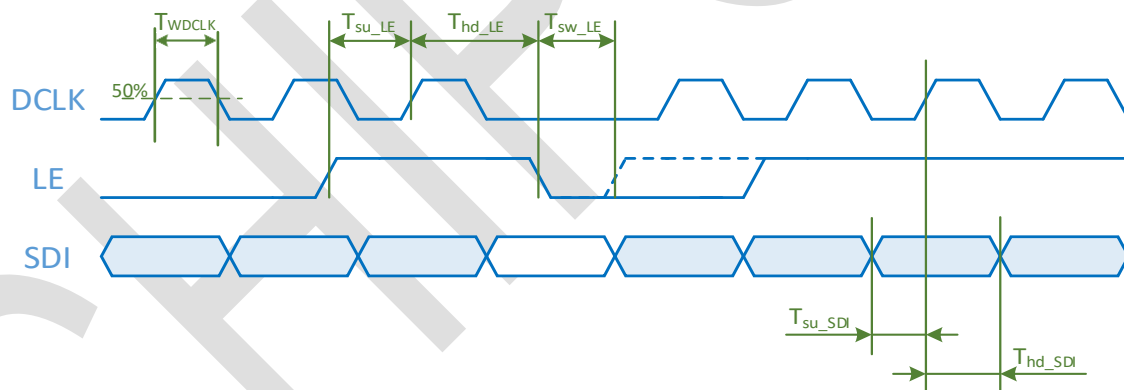 TWDCLK Tsu_LE Thd_LE Tsw_LE
50%
DCLK
LE
SDI
Tsu_SDI
Thd_SDI